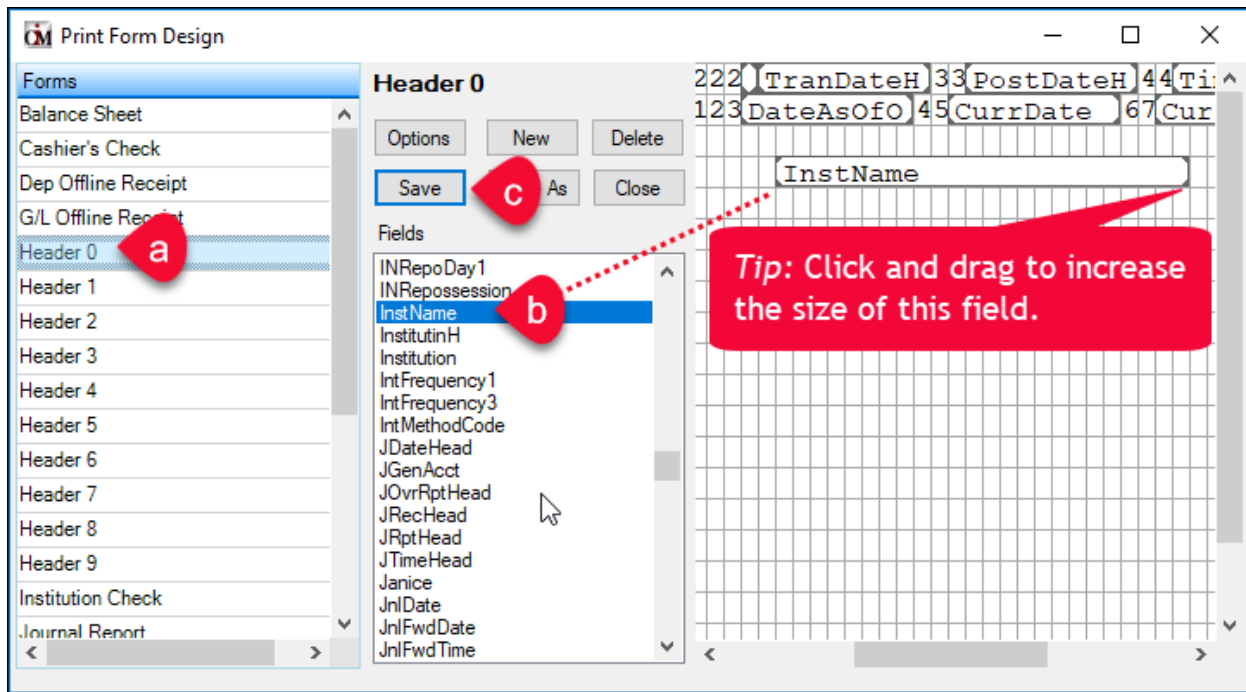 Print Form Design
Forms
Balance Sheet
Cashier's Check
Dep Offline Receipt
G/L Offline Receipt
Header 0
a
Header 1
Header 2
Header 3
Header 4
Header 5
Header 6
Header 7
Header 8
Header 9
Institution Check
Journal Report
Header 0
Options New Delete
Save c As Close
Fields
INRepoDay1
INRepossession
InstName
b
InstitutinH
Institution
IntFrequency1
IntFrequency3
IntMethodCode
JDateHead
JGenAcct
JOvrRptHead
JRecHead
JRptHead
JTimeHead
Janice
JnlDate
JnlFwdDate
JnlFwdTime
222 TranDateH 33 PostDateH 44 Ti
123 DateAsOfO 45 CurrDate 67 Cur
InstName
Tip: Click and drag to increase
the size of this field.